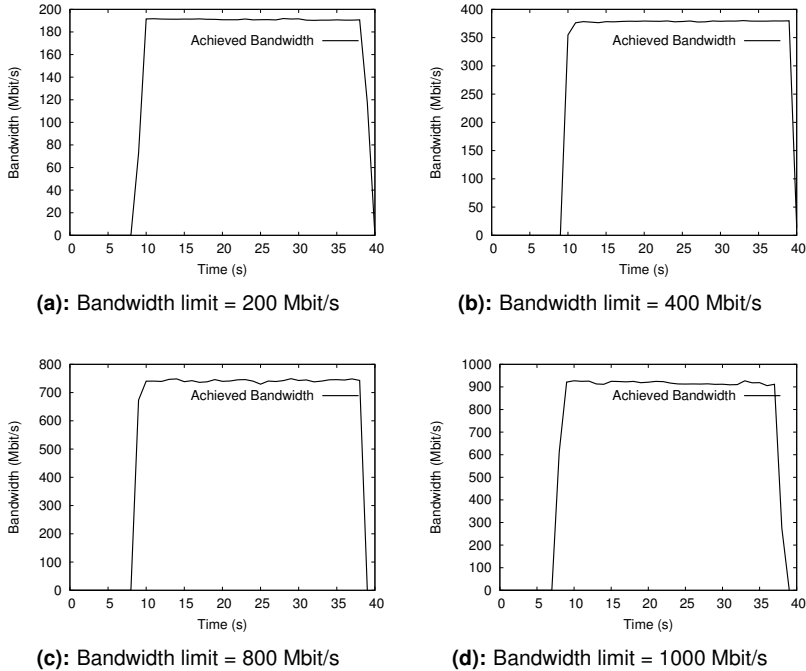 200
180
160
140
120
100
80
60
40
20
0
Bandwidth (Mbit/s)
Achieved Bandwidth
0 5 10 15 20 25 30 35 40
Time (s)
(a): Bandwidth limit = 200 Mbit/s
400
350
300
250
200
150
100
50
0
Bandwidth (Mbit/s)
Achieved Bandwidth
0 5 10 15 20 25 30 35 40
Time (s)
(b): Bandwidth limit = 400 Mbit/s
800
700
600
500
400
300
200
100
0
Bandwidth (Mbit/s)
Achieved Bandwidth
0 5 10 15 20 25 30 35 40
Time (s)
(c): Bandwidth limit = 800 Mbit/s
1000
900
800
700
600
500
400
300
200
100
0
Bandwidth (Mbit/s)
Achieved Bandwidth
0 5 10 15 20 25 30 35 40
Time (s)
(d): Bandwidth limit = 1000 Mbit/s